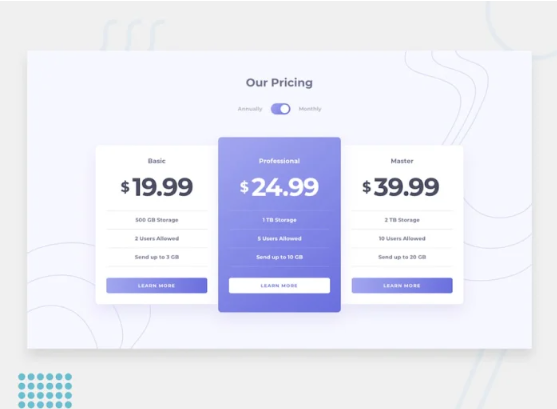 Our Pricing
Annually Monthly
Basic
$19.99
500 GB Storage
2 Users Allowed
Send up to 3 GB
LEARN MORE
Professional
$24.99
1 TB Storage
5 Users Allowed
Send up to 10 GB
LEARN MORE
Master
$39.99
2 TB Storage
10 Users Allowed
Send up to 20 GB
LEARN MORE